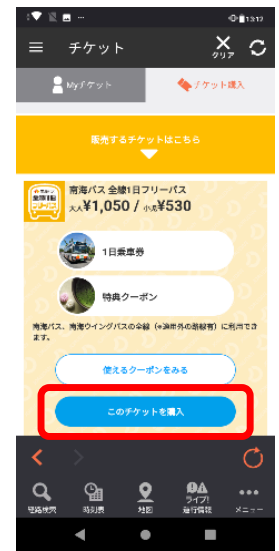 13:12
チケット
クリア
Myチケット
チケット購入
販売するチケットはこちら
南海バス 全線1日フリーパス
大人¥1,050 / 小児¥530
1日乗車券
特典クーポン
南海バス、南海ウイングバスの全線（※適用外の路線有）に利用でき
ます。
使えるクーポンをみる
このチケットを購入
経路検索
時刻表
地図
ライブ!
運行情報
メニュー